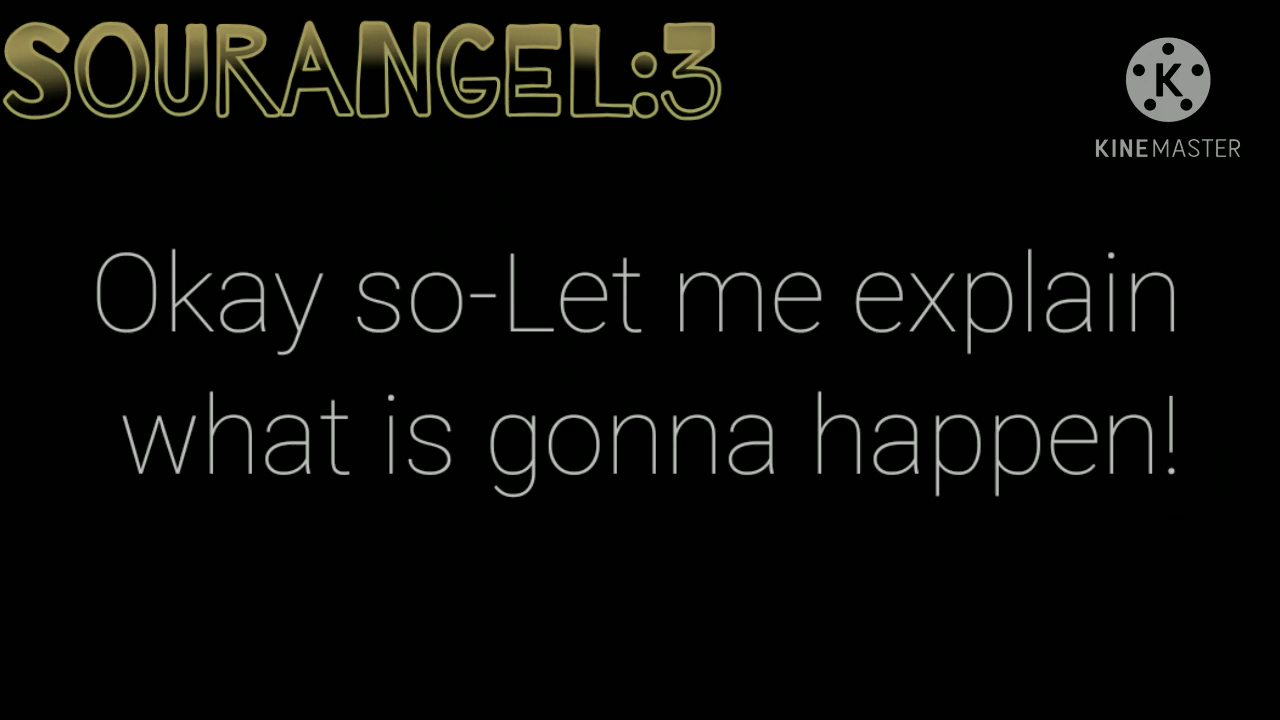 SOURANGEL:3
K
KINEMASTER
Okay so-Let me explain
what is gonna happen!